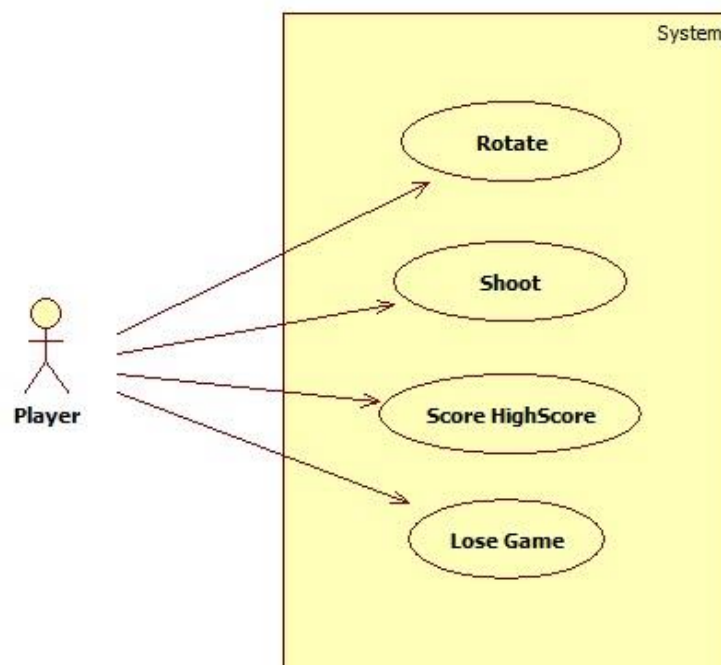 System
Rotate
Shoot
Player
Score HighScore
Lose Game